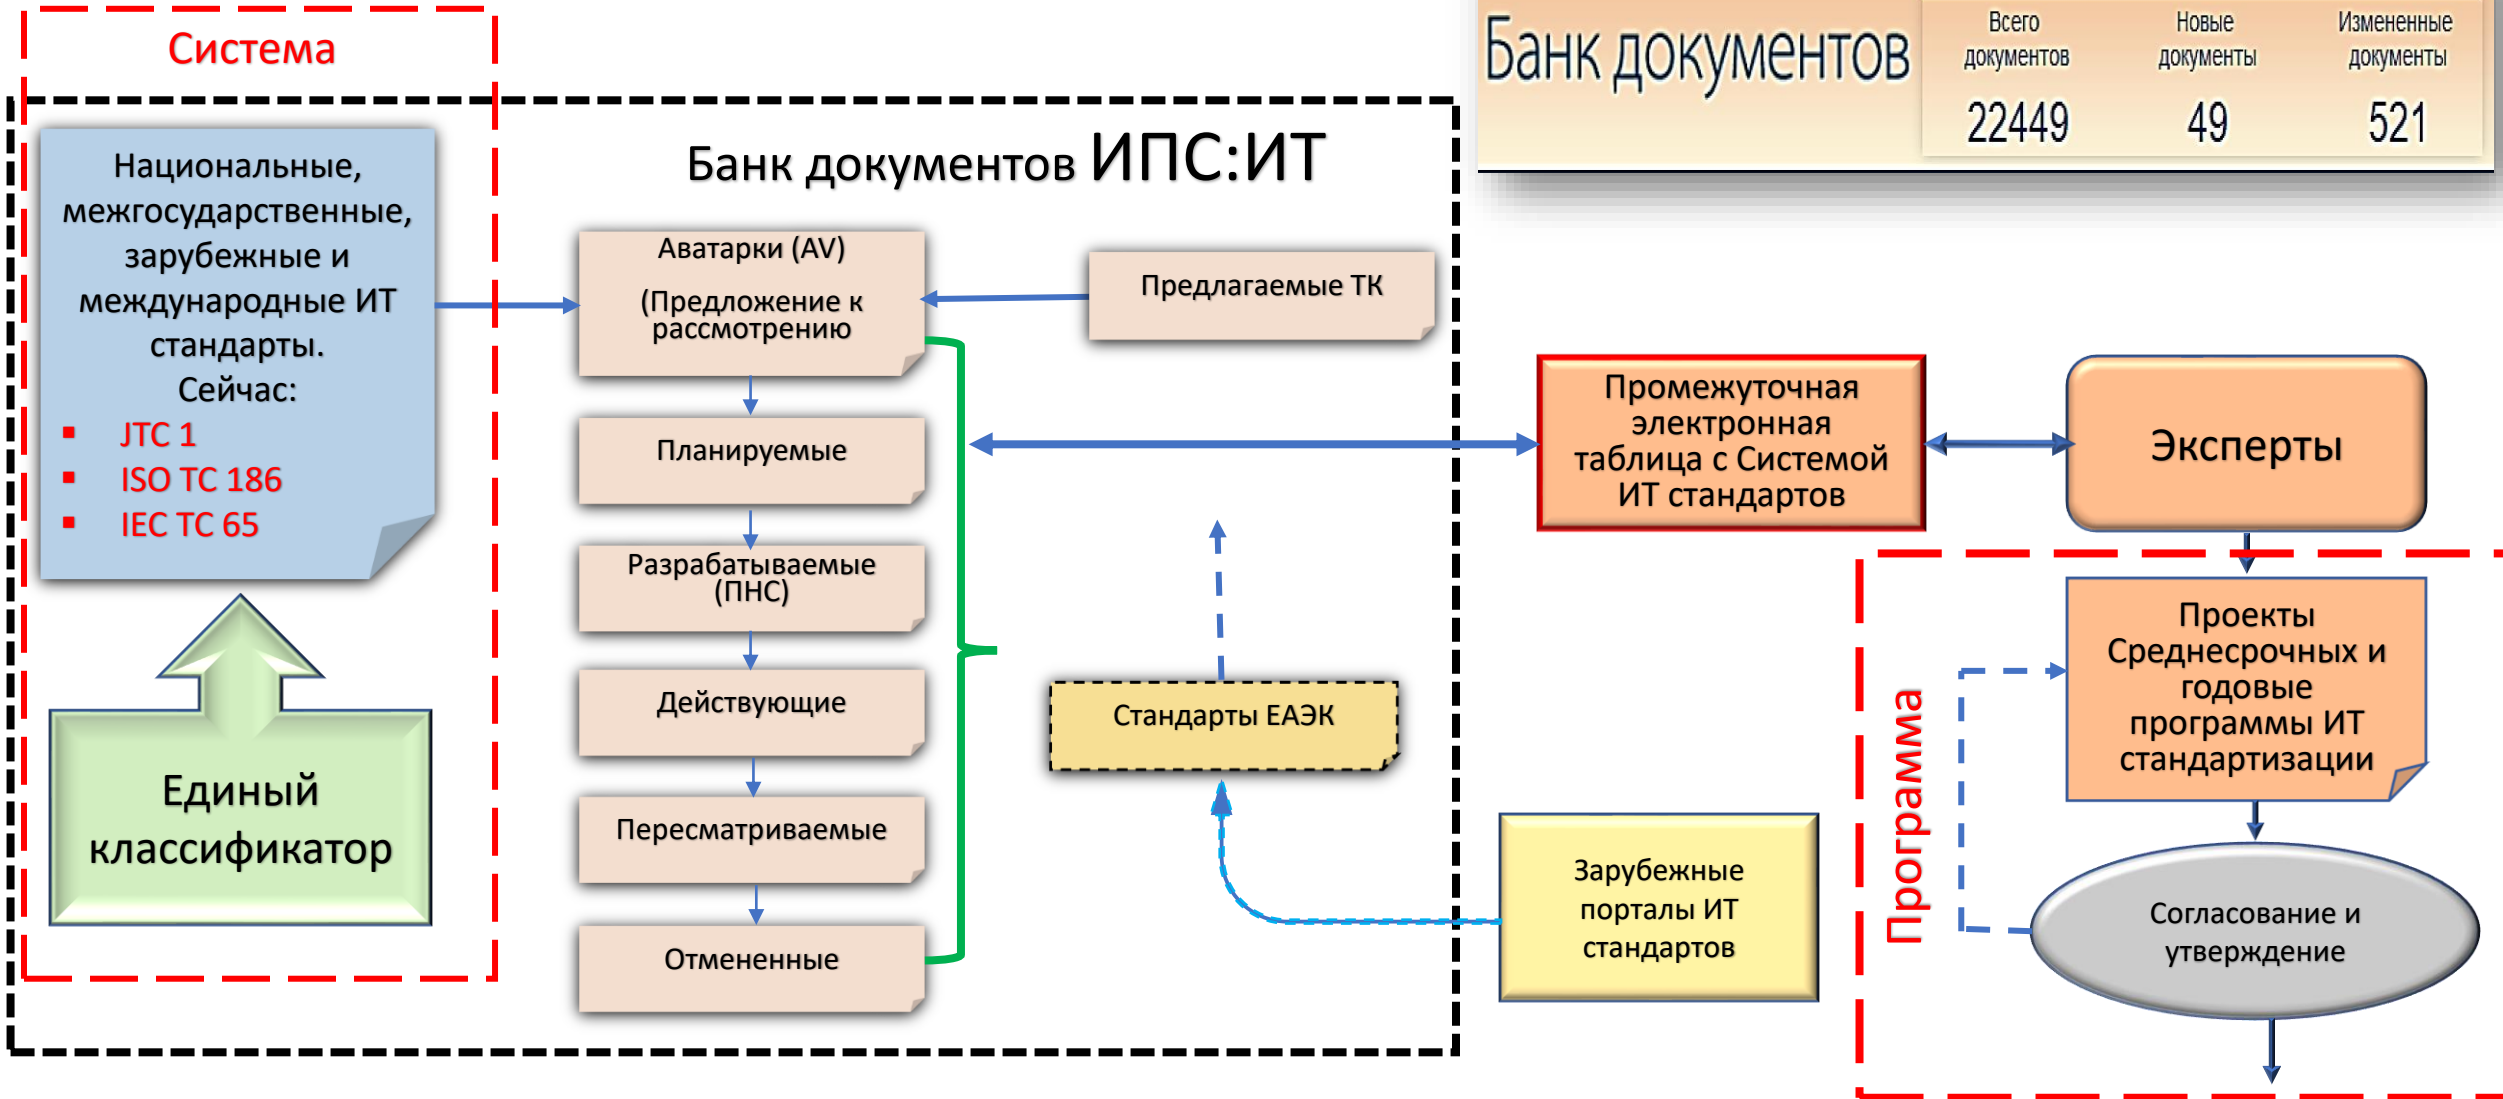 Система
Национальные,
межгосударственные,
зарубежные и
международные ИТ
стандарты.
Сейчас:
▪ JTC 1
▪ ISO TC 186
▪ IEC TC 65
Единый
классификатор
Банк документов ИПС:ИТ
Аватарки (AV)
(Предложение к
рассмотрению
Предлагаемые ТК
Планируемые
Разрабатываемые
(ПНС)
Действующие
Пересматриваемые
Отмененные
Стандарты ЕАЭК
Банк документов
Всего
документов
22449
Новые
документы
49
Измененные
документы
521
Промежуточная
электронная
таблица с Системой
ИТ стандартов
Эксперты
Зарубежные
порталы ИТ
стандартов
Программа
Проекты
Среднесрочных и
годовые
программы ИТ
стандартизации
Согласование и
утверждение